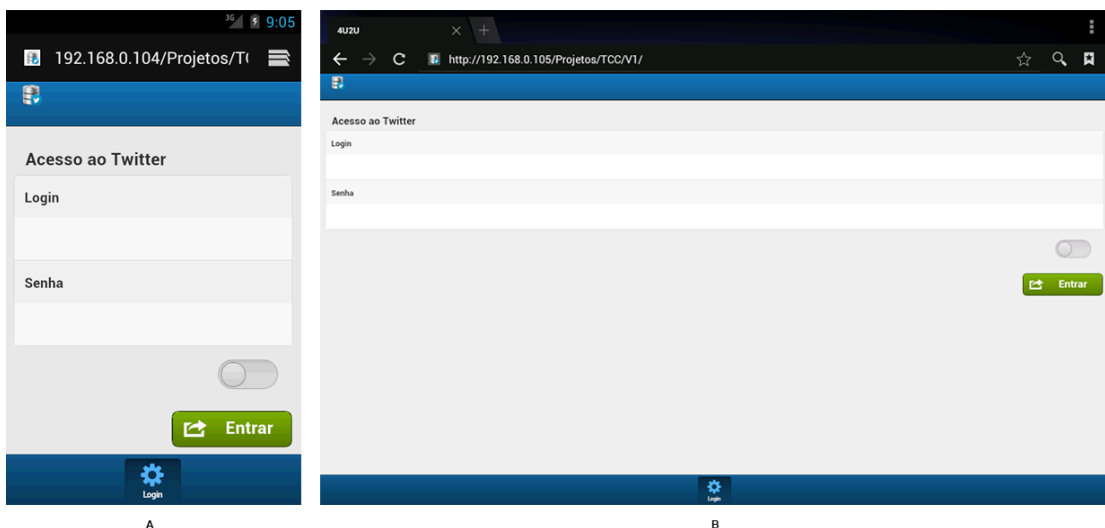 3G 9:05
192.168.0.104/Projetos/T
Acesso ao Twitter
Login
Senha
Entrar
Login
A
4U2U
http://192.168.0.105/Projetos/TCC/V1/
Acesso ao Twitter
Login
Senha
Entrar
Login
B